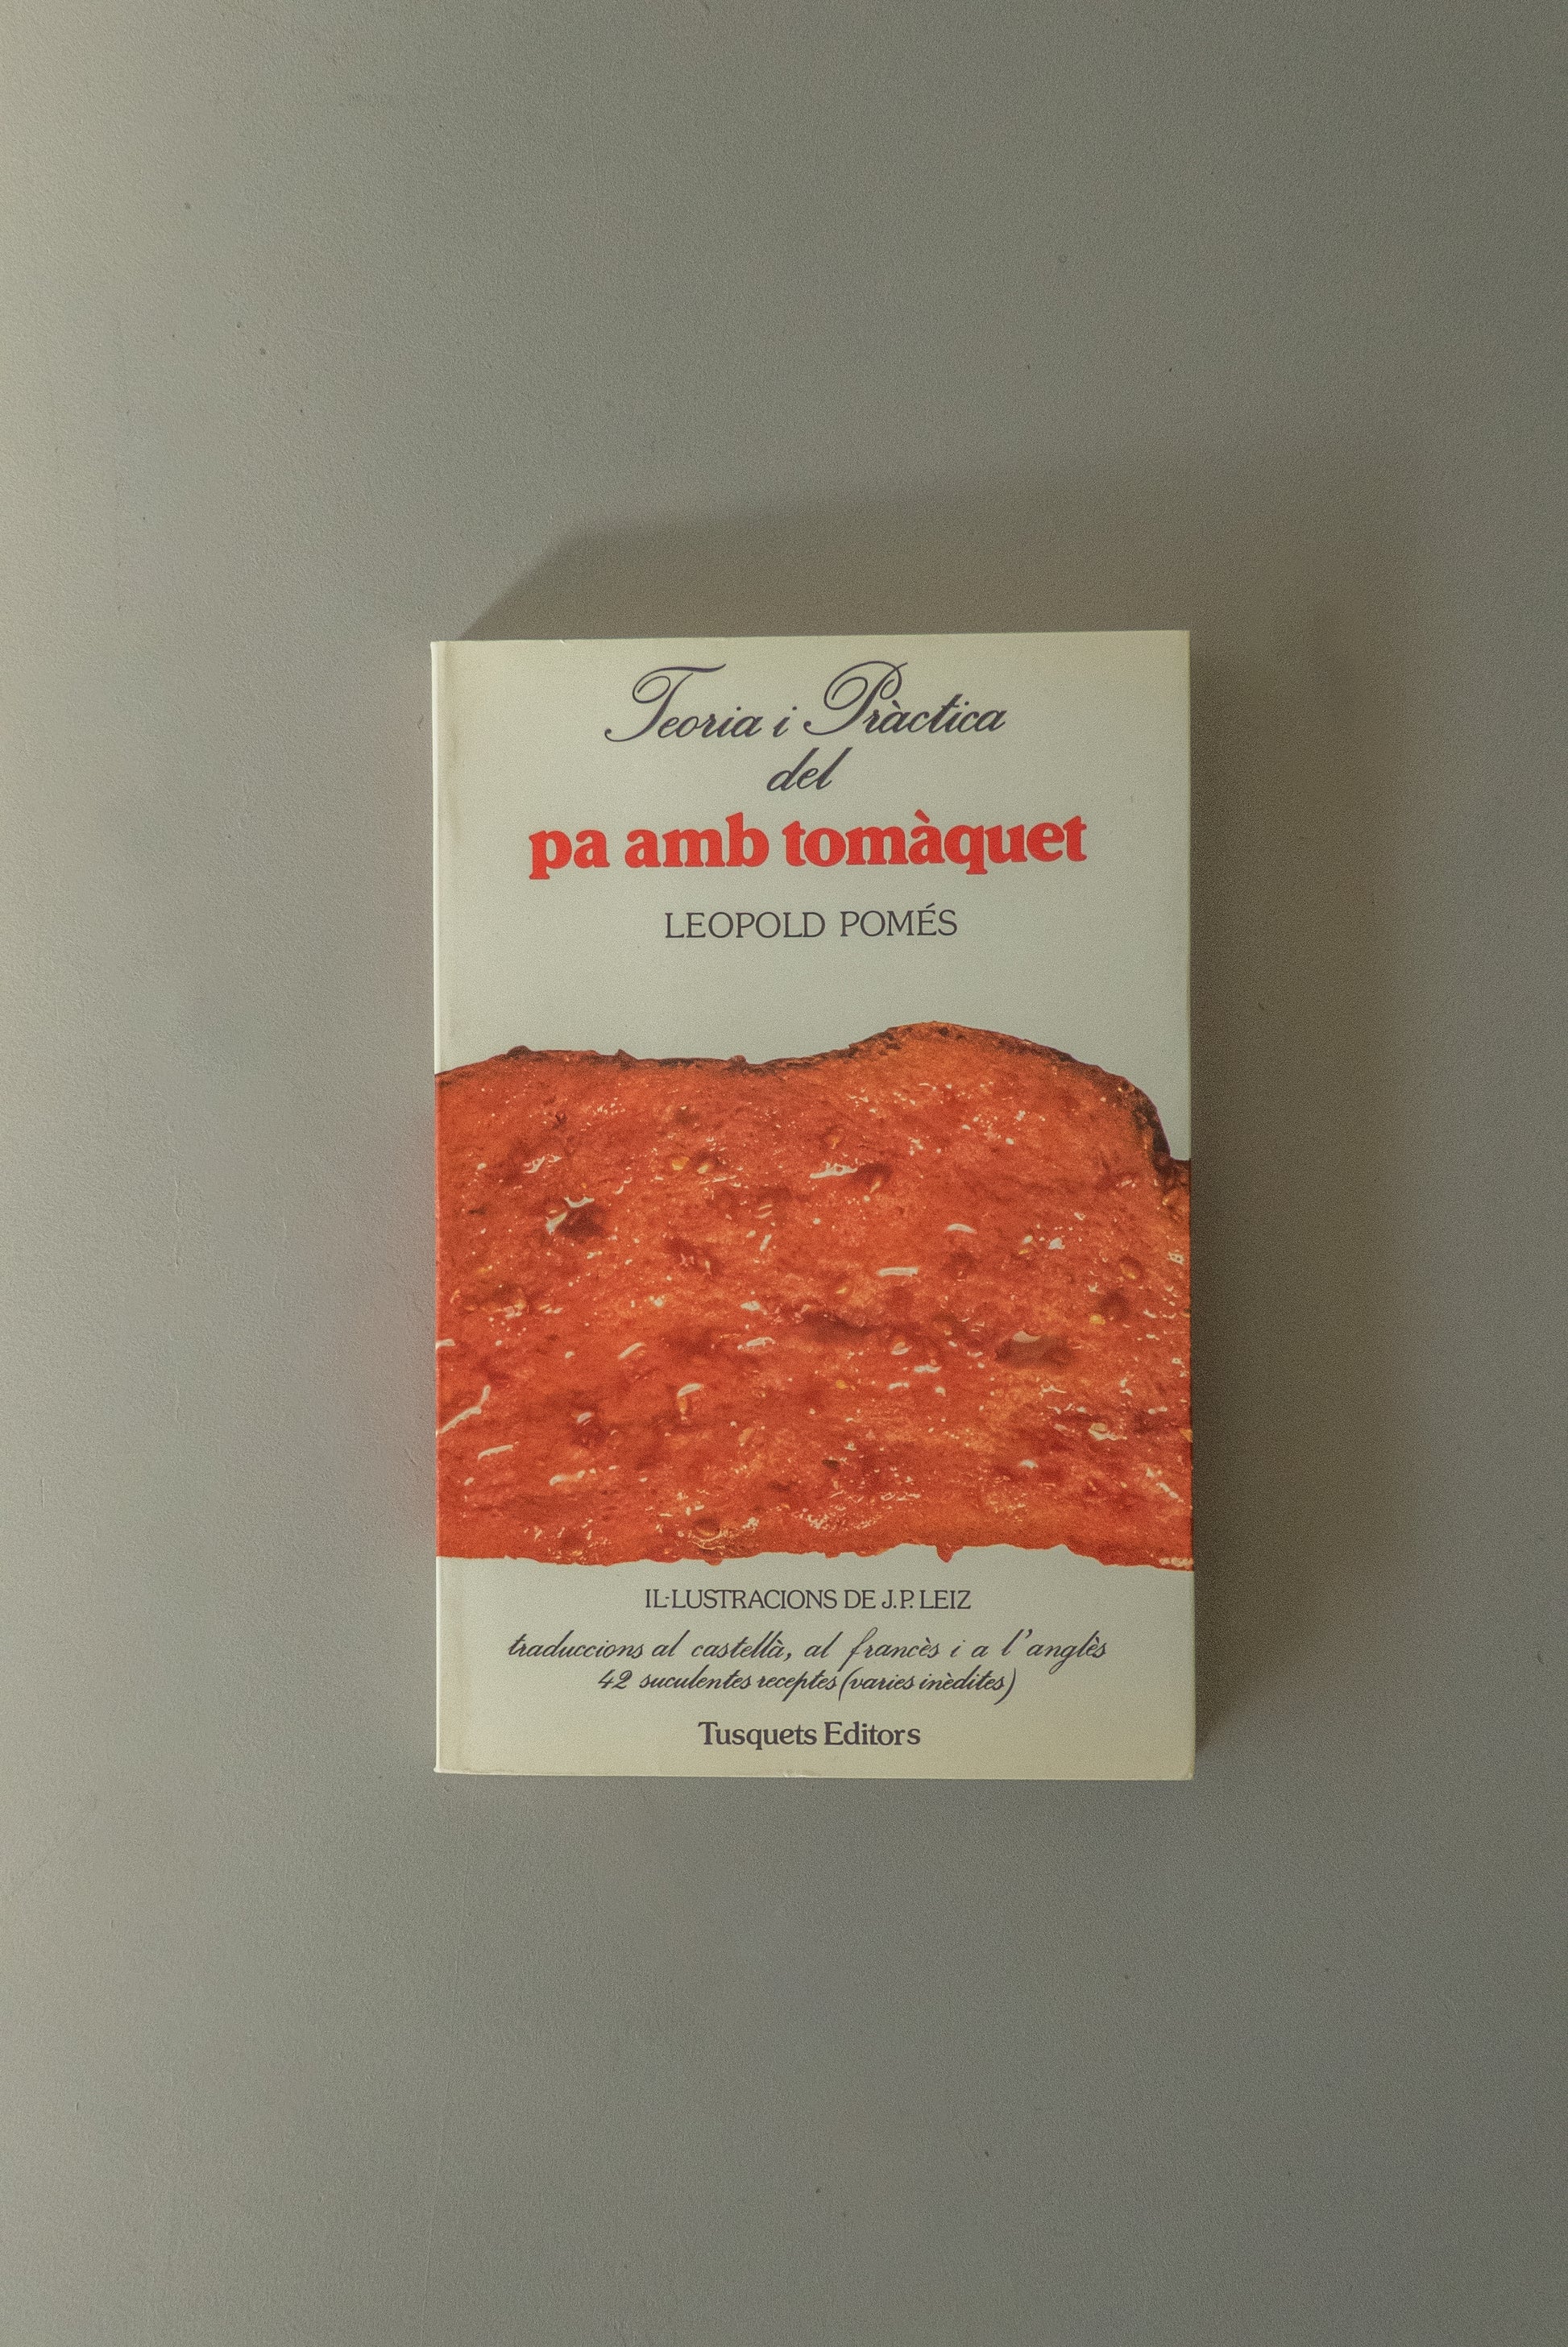 Teoria i Pràctica
del
pa amb tomàquet
LEOPOLD POMÉS
IL·LUSTRACIONS DE J.P. LEIZ
traduccions al castellà, al francès i a l'anglès
42 suculentes receptes (varies inèdites)
Tusquets Editors